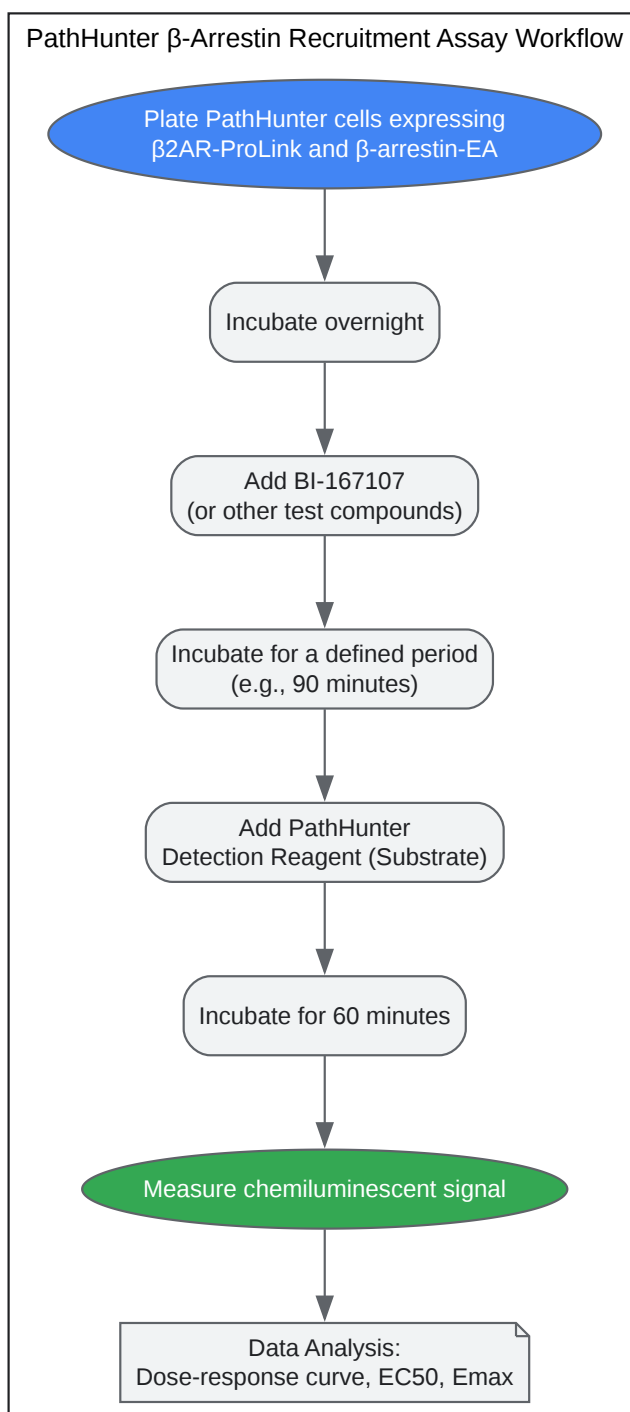 PathHunter β-Arrestin Recruitment Assay Workflow
Plate PathHunter cells expressing
β2AR-ProLink and β-arrestin-EA
Incubate overnight
Add BI-167107
(or other test compounds)
Incubate for a defined period
(e.g., 90 minutes)
Add PathHunter
Detection Reagent (Substrate)
Incubate for 60 minutes
Measure chemiluminescent signal
Data Analysis:
Dose-response curve, EC50, Emax